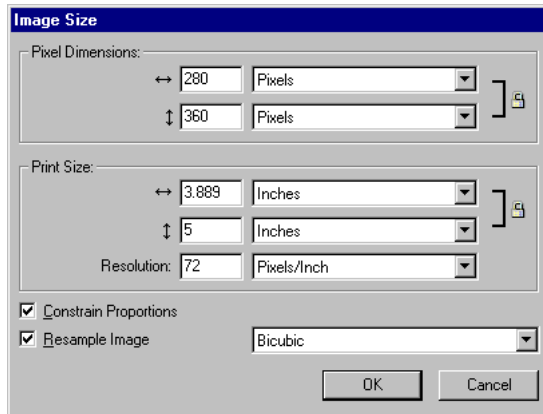 Image Size
Pixel Dimensions:
280 Pixels
360 Pixels
Print Size:
3.889 Inches
5 Inches
Resolution: 72 Pixels/Inch
Constrain Proportions
Resample Image Bicubic
OK Cancel